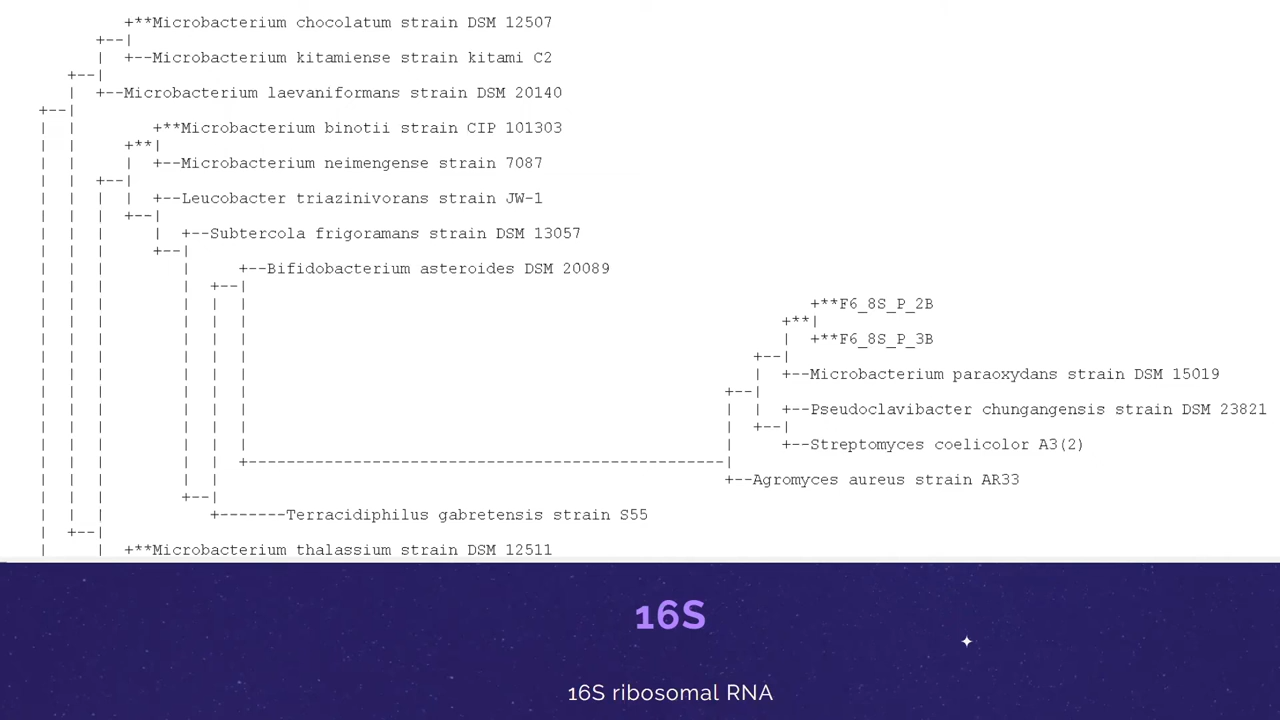 +**Microbacterium chocolatum strain DSM 12507
+--Microbacterium kitamiense strain kitami C2
+--Microbacterium laevaniformans strain DSM 20140
+**Microbacterium binotii strain CIP 101303
+--Microbacterium neimengense strain 7087
+--Leucobacter triazinivorans strain JW-1
+--Subtercola frigoramans strain DSM 13057
+--Bifidobacterium asteroides DSM 20089
+**F6_8S_P_2B
+**F6_8S_P_3B
+--Microbacterium paraoxydans strain DSM 15019
+--Pseudoclavibacter chungangensis strain DSM 23821
+--Streptomyces coelicolor A3(2)
+--Agromyces aureus strain AR33
+-------Terracidiphilus gabretensis strain S55
+**Microbacterium thalassium strain DSM 12511
16S
16S ribosomal RNA